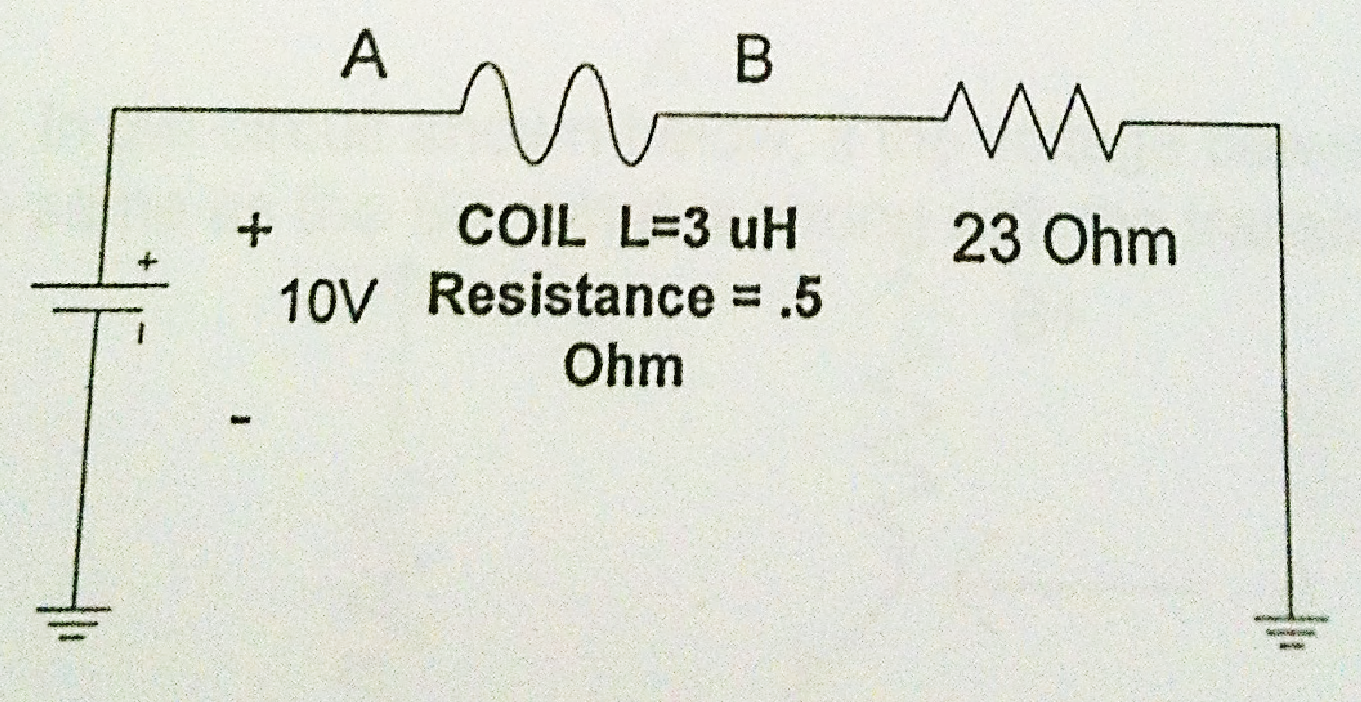 A
B
+
+
10V
-
-
COIL L=3 uH
Resistance = .5
Ohm
23 Ohm